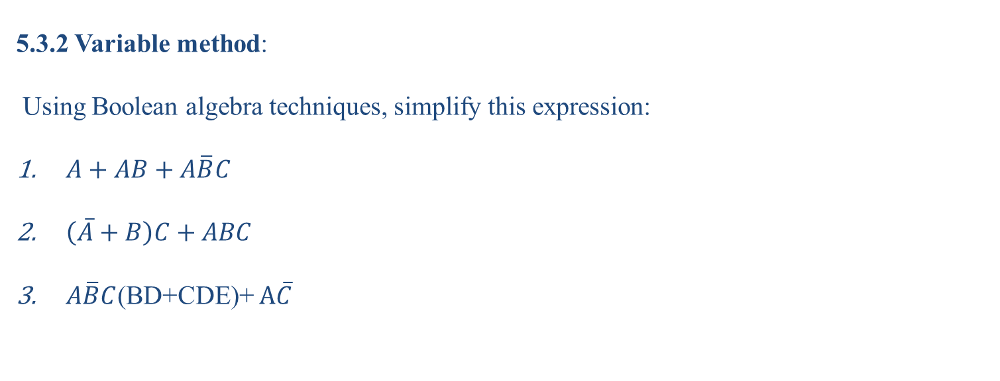 5.3.2 Variable method:
Using Boolean algebra techniques, simplify this expression:
1. A + AB + AB̅C
2. (A̅ + B)C + ABC
3. AB̅C(BD+CDE)+ AC̅